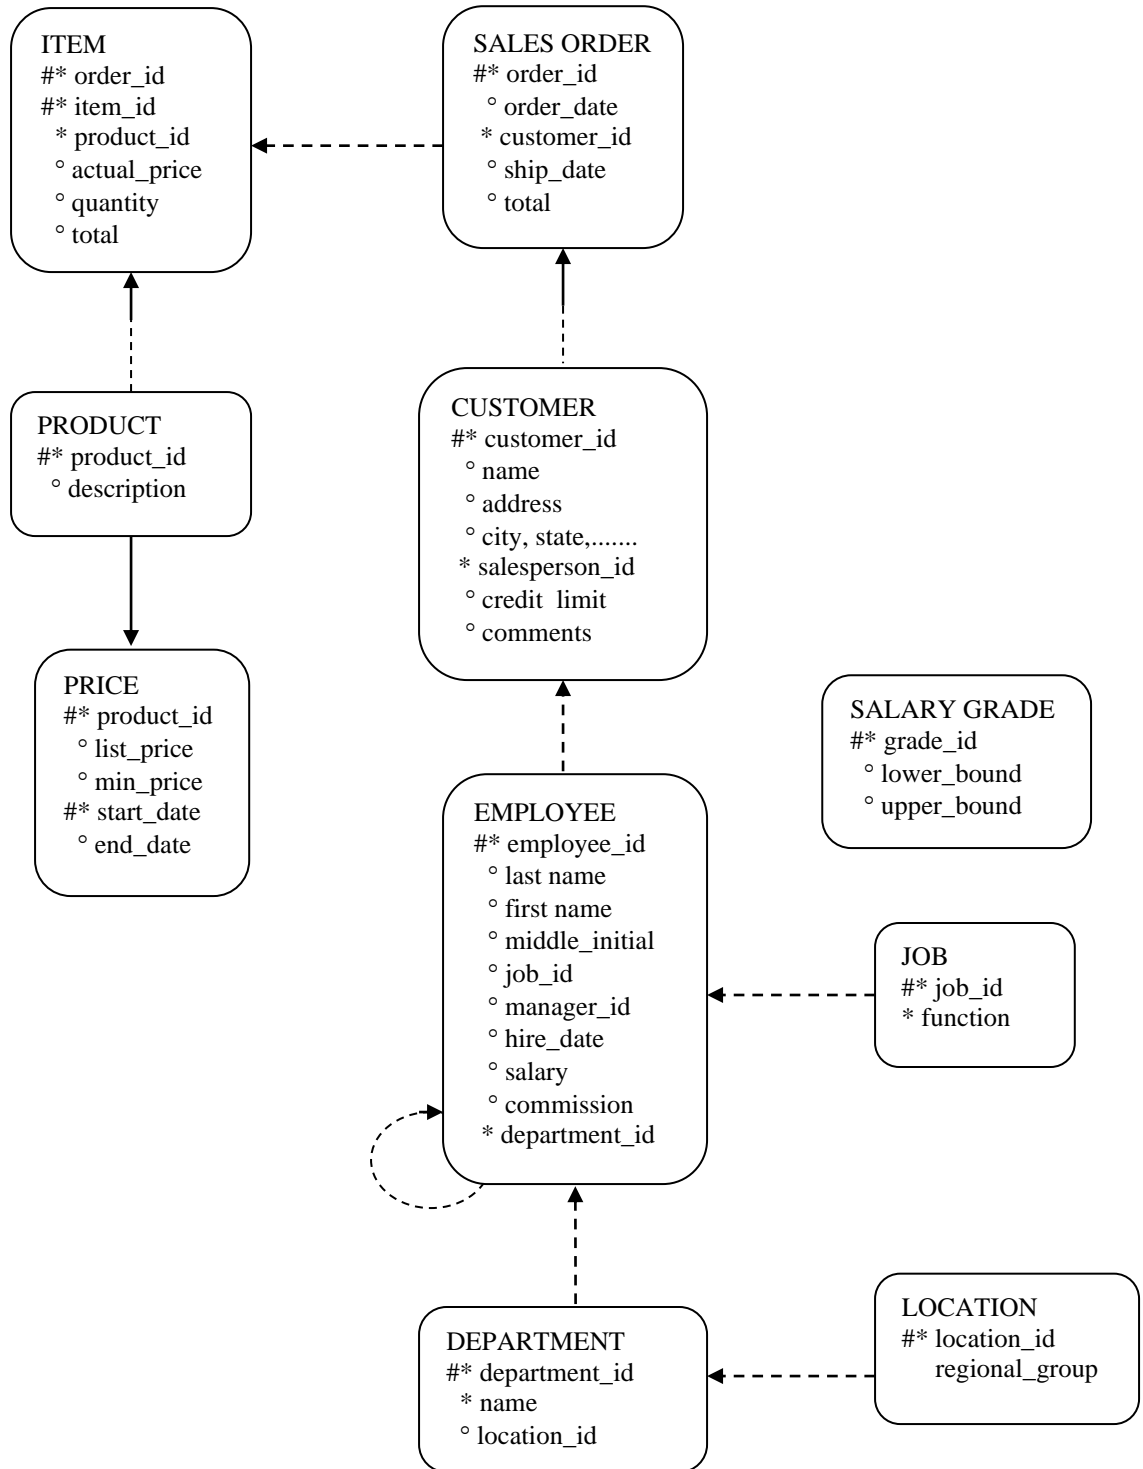 ITEM
#* order_id
#* item_id
* product_id
° actual_price
° quantity
° total
SALES ORDER
#* order_id
° order_date
* customer_id
° ship_date
° total
PRODUCT
#* product_id
° description
CUSTOMER
#* customer_id
° name
° address
° city, state,.......
* salesperson_id
° credit limit
° comments
PRICE
#* product_id
° list_price
° min_price
#* start_date
° end_date
SALARY GRADE
#* grade_id
° lower_bound
° upper_bound
EMPLOYEE
#* employee_id
° last name
° first name
° middle_initial
° job_id
° manager_id
° hire_date
° salary
° commission
* department_id
JOB
#* job_id
* function
DEPARTMENT
#* department_id
* name
° location_id
LOCATION
#* location_id
regional_group